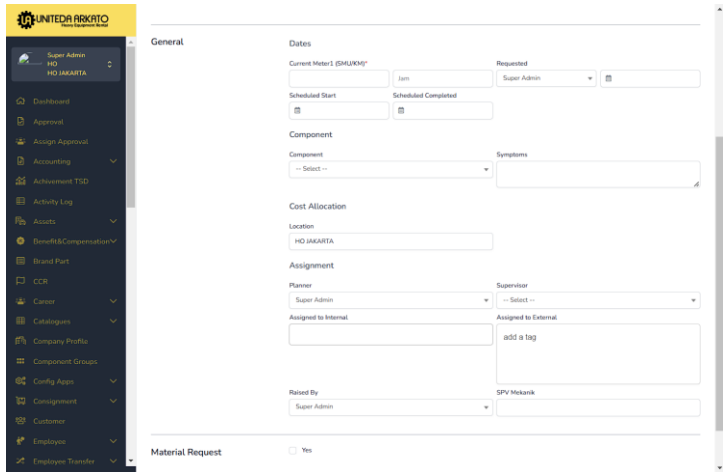 UNITEDA ARKATO
Heavy Equipment Rental
Super Admin
HO
HO JAKARTA
Dashboard
Approval
Assign Approval
Accounting
Achivement TSD
Activity Log
Assets
Benefit&Compensation
Brand Part
CCR
Career
Catalogues
Company Profile
Component Groups
Config Apps
Consignment
Customer
Employee
Employee Transfer
General
Dates
Current Meter1 (SMU/KM)*
Requested
Jam
Super Admin
Scheduled Start
Scheduled Completed
Component
Component
Symptoms
-- Select --
Cost Allocation
Location
HO JAKARTA
Assignment
Planner
Supervisor
Super Admin
-- Select --
Assigned to Internal
Assigned to External
add a tag
Raised By
SPV Mekanik
Super Admin
Material Request
Yes